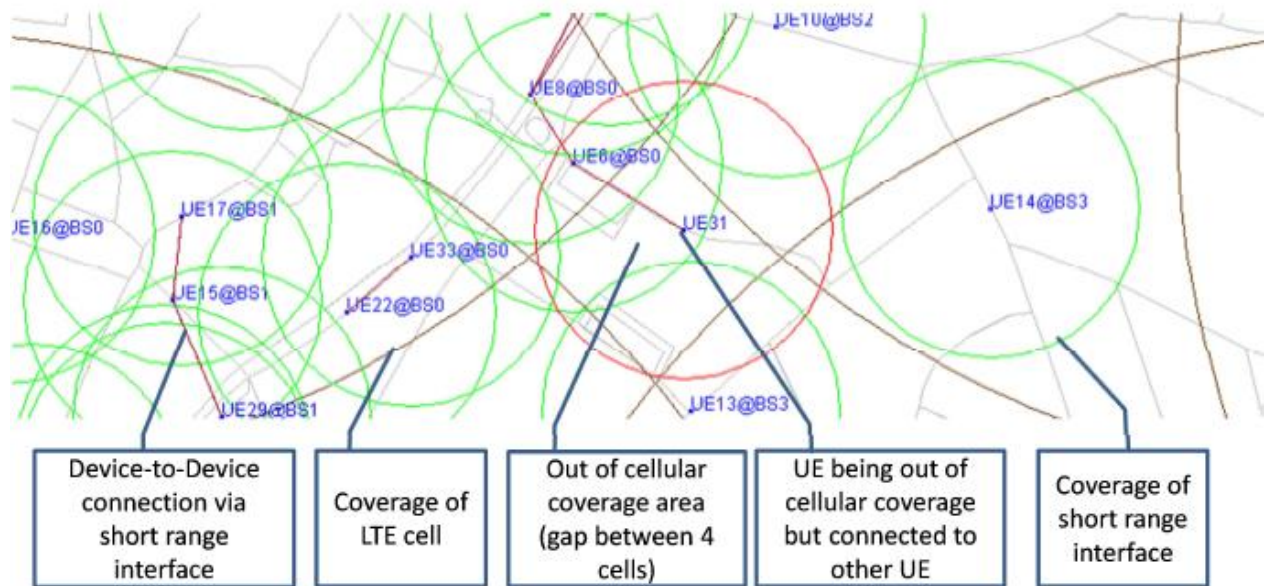 UE10@BS2
UE8@BS0
UE6@BS0
UE17@BS1
UE14@BS3
UE16@BS0
UE31
UE33@BS0
UE15@BS1
UE22@BS0
UE29@BS1
UE13@BS3
Device-to-Device
connection via
short range
interface
Coverage of
LTE cell
Out of cellular
coverage area
(gap between 4
cells)
UE being out of
cellular coverage
but connected to
other UE
Coverage of
short range
interface